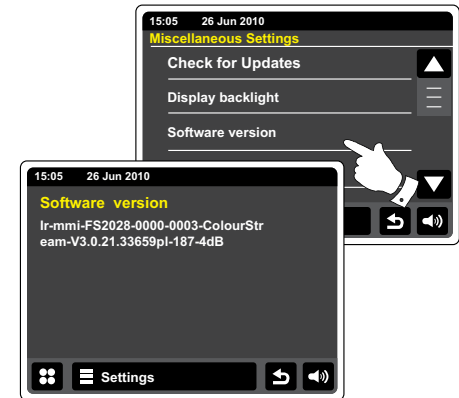 15:05 26 Jun 2010
Miscellaneous Settings
Check for Updates
Display backlight
Software version
15:05 26 Jun 2010
Software version
Ir-mmi-FS2028-0000-0003-ColourStr
eam-V3.0.21.33659pl-187-4dB
Settings